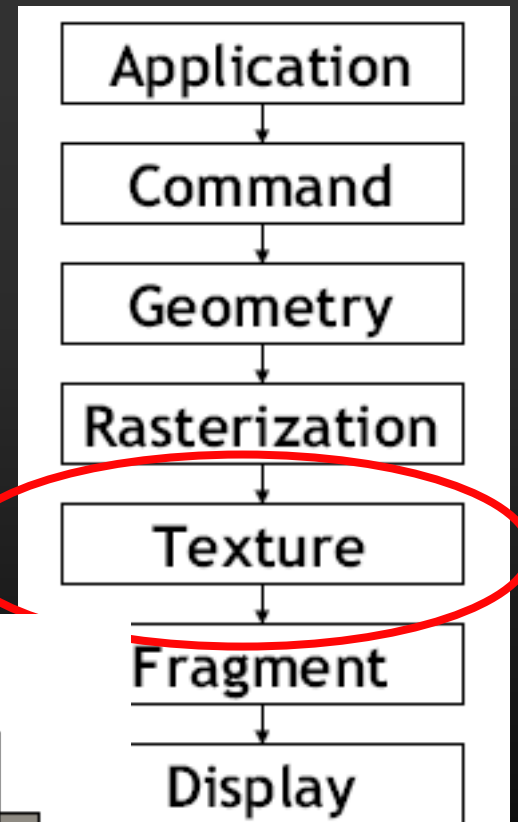 Application
Command
Geometry
Rasterization
Texture
Fragment
Display